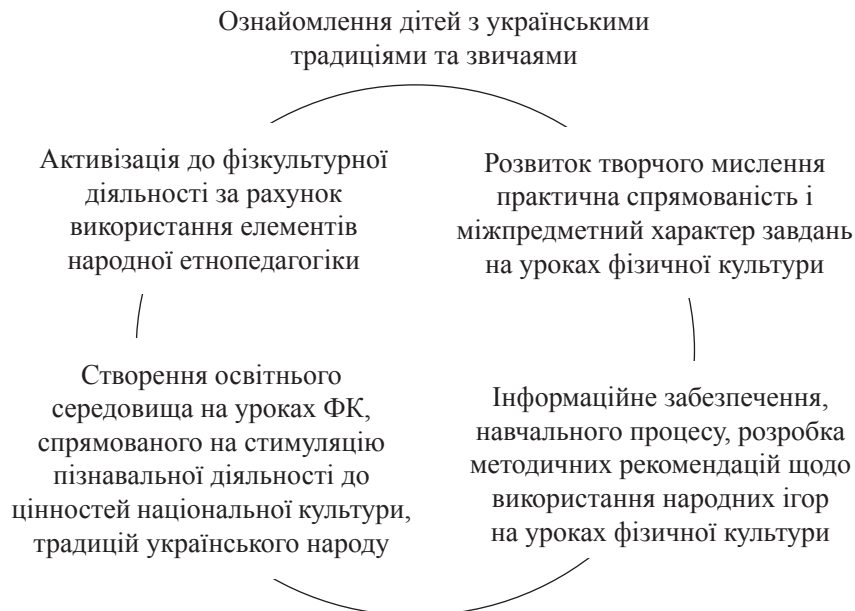 Ознайомлення дітей з українськими
традиціями та звичаями
Активізація до фізкультурної
діяльності за рахунок
використання елементів
народної етнопедагогіки
Розвиток творчого мислення
практична спрямованість і
міжпредметний характер завдань
на уроках фізичної культури
Створення освітнього
середовища на уроках ФК,
спрямованого на стимуляцію
пізнавальної діяльності до
цінностей національної культури,
традицій українського народу
Інформаційне забезпечення,
навчального процесу, розробка
методичних рекомендацій щодо
використання народних ігор
на уроках фізичної культури